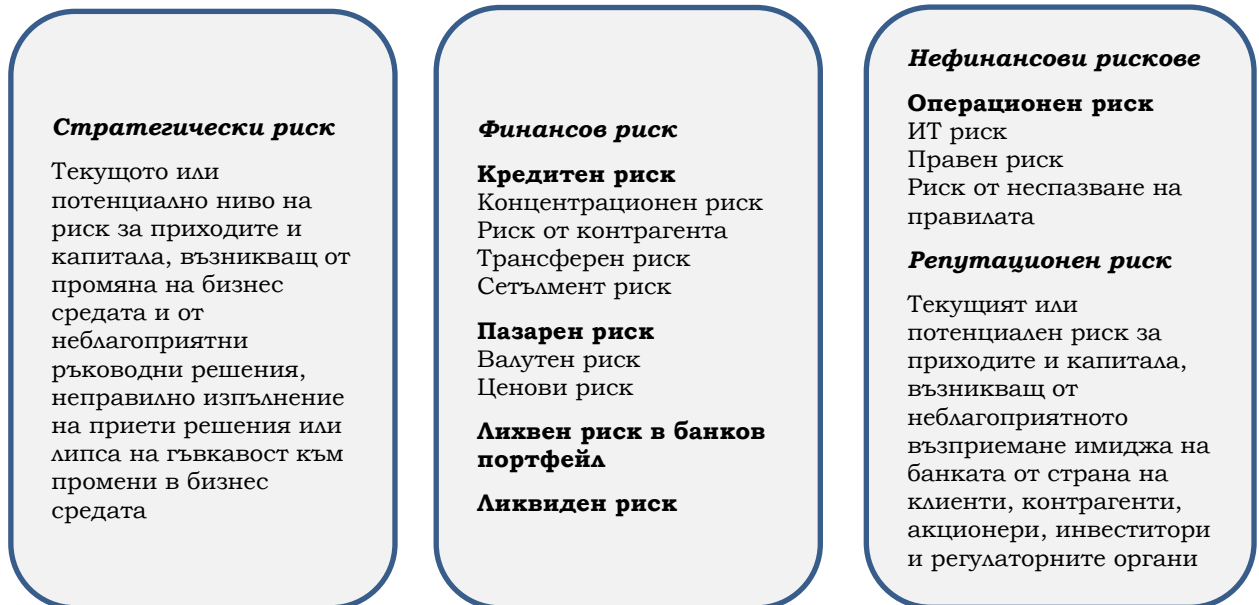 Стратегически риск
Текущото или
потенциално ниво на
риск за приходите и
капитала, възникващ от
промяна на бизнес
средата и от
неблагоприятни
ръководни решения,
неправилно изпълнение
на приети решения или
липса на гъвкавост към
промени в бизнес
средата
Финансов риск
Кредитен риск
Концентрационен риск
Риск от контрагента
Трансферен риск
Сетълмент риск
Пазарен риск
Валутен риск
Ценови риск
Лихвен риск в банков
портфейл
Ликвиден риск
Нефинансови рискове
Операционен риск
ИТ риск
Правен риск
Риск от неспазване на
правилата
Репутационен риск
Текущият или
потенциален риск за
приходите и капитала,
възникващ от
неблагоприятното
възприемане имиджа на
банката от страна на
клиенти, контрагенти,
акционери, инвеститори
и регулаторните органи